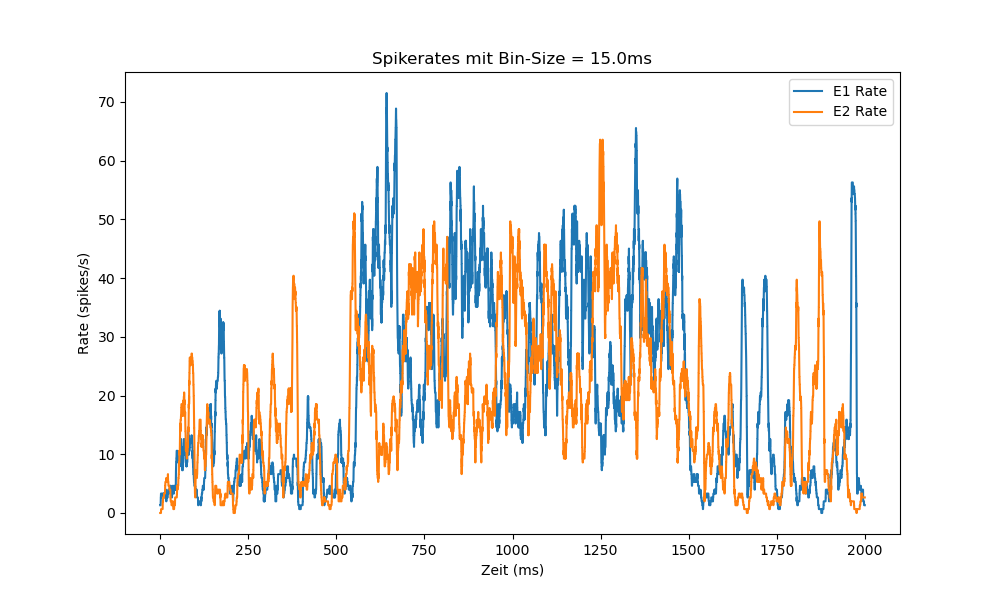 Spikerates mit Bin-Size = 15.0ms
E1 Rate
E2 Rate
70
60
50
40
30
20
10
0
Rate (spikes/s)
0 250 500 750 1000 1250 1500 1750 2000
Zeit (ms)